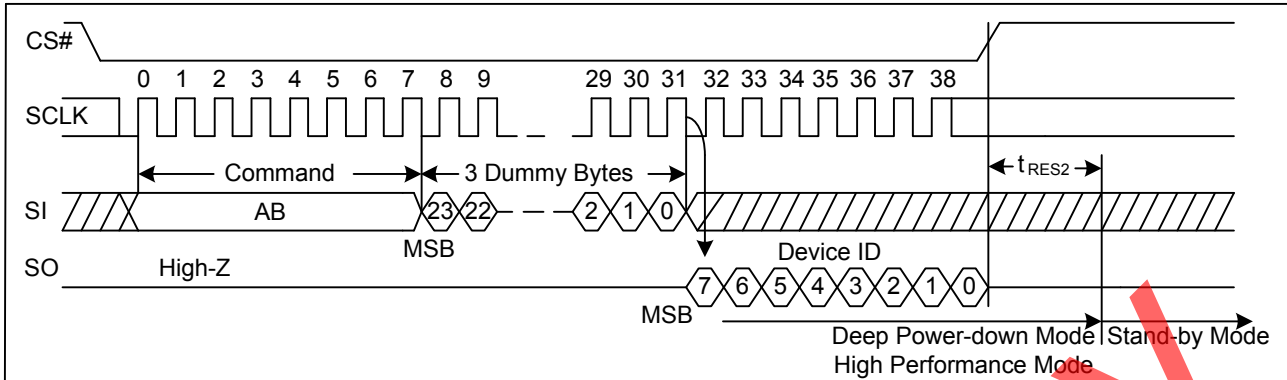 CS#
0 1 2 3 4 5 6 7 8 9 29 30 31 32 33 34 35 36 37 38
SCLK
Command 3 Dummy Bytes tRES2
SI AB 23 22 2 1 0
MSB
SO High-Z Device ID
7 6 5 4 3 2 1 0
MSB
Deep Power-down Mode Stand-by Mode
High Performance Mode